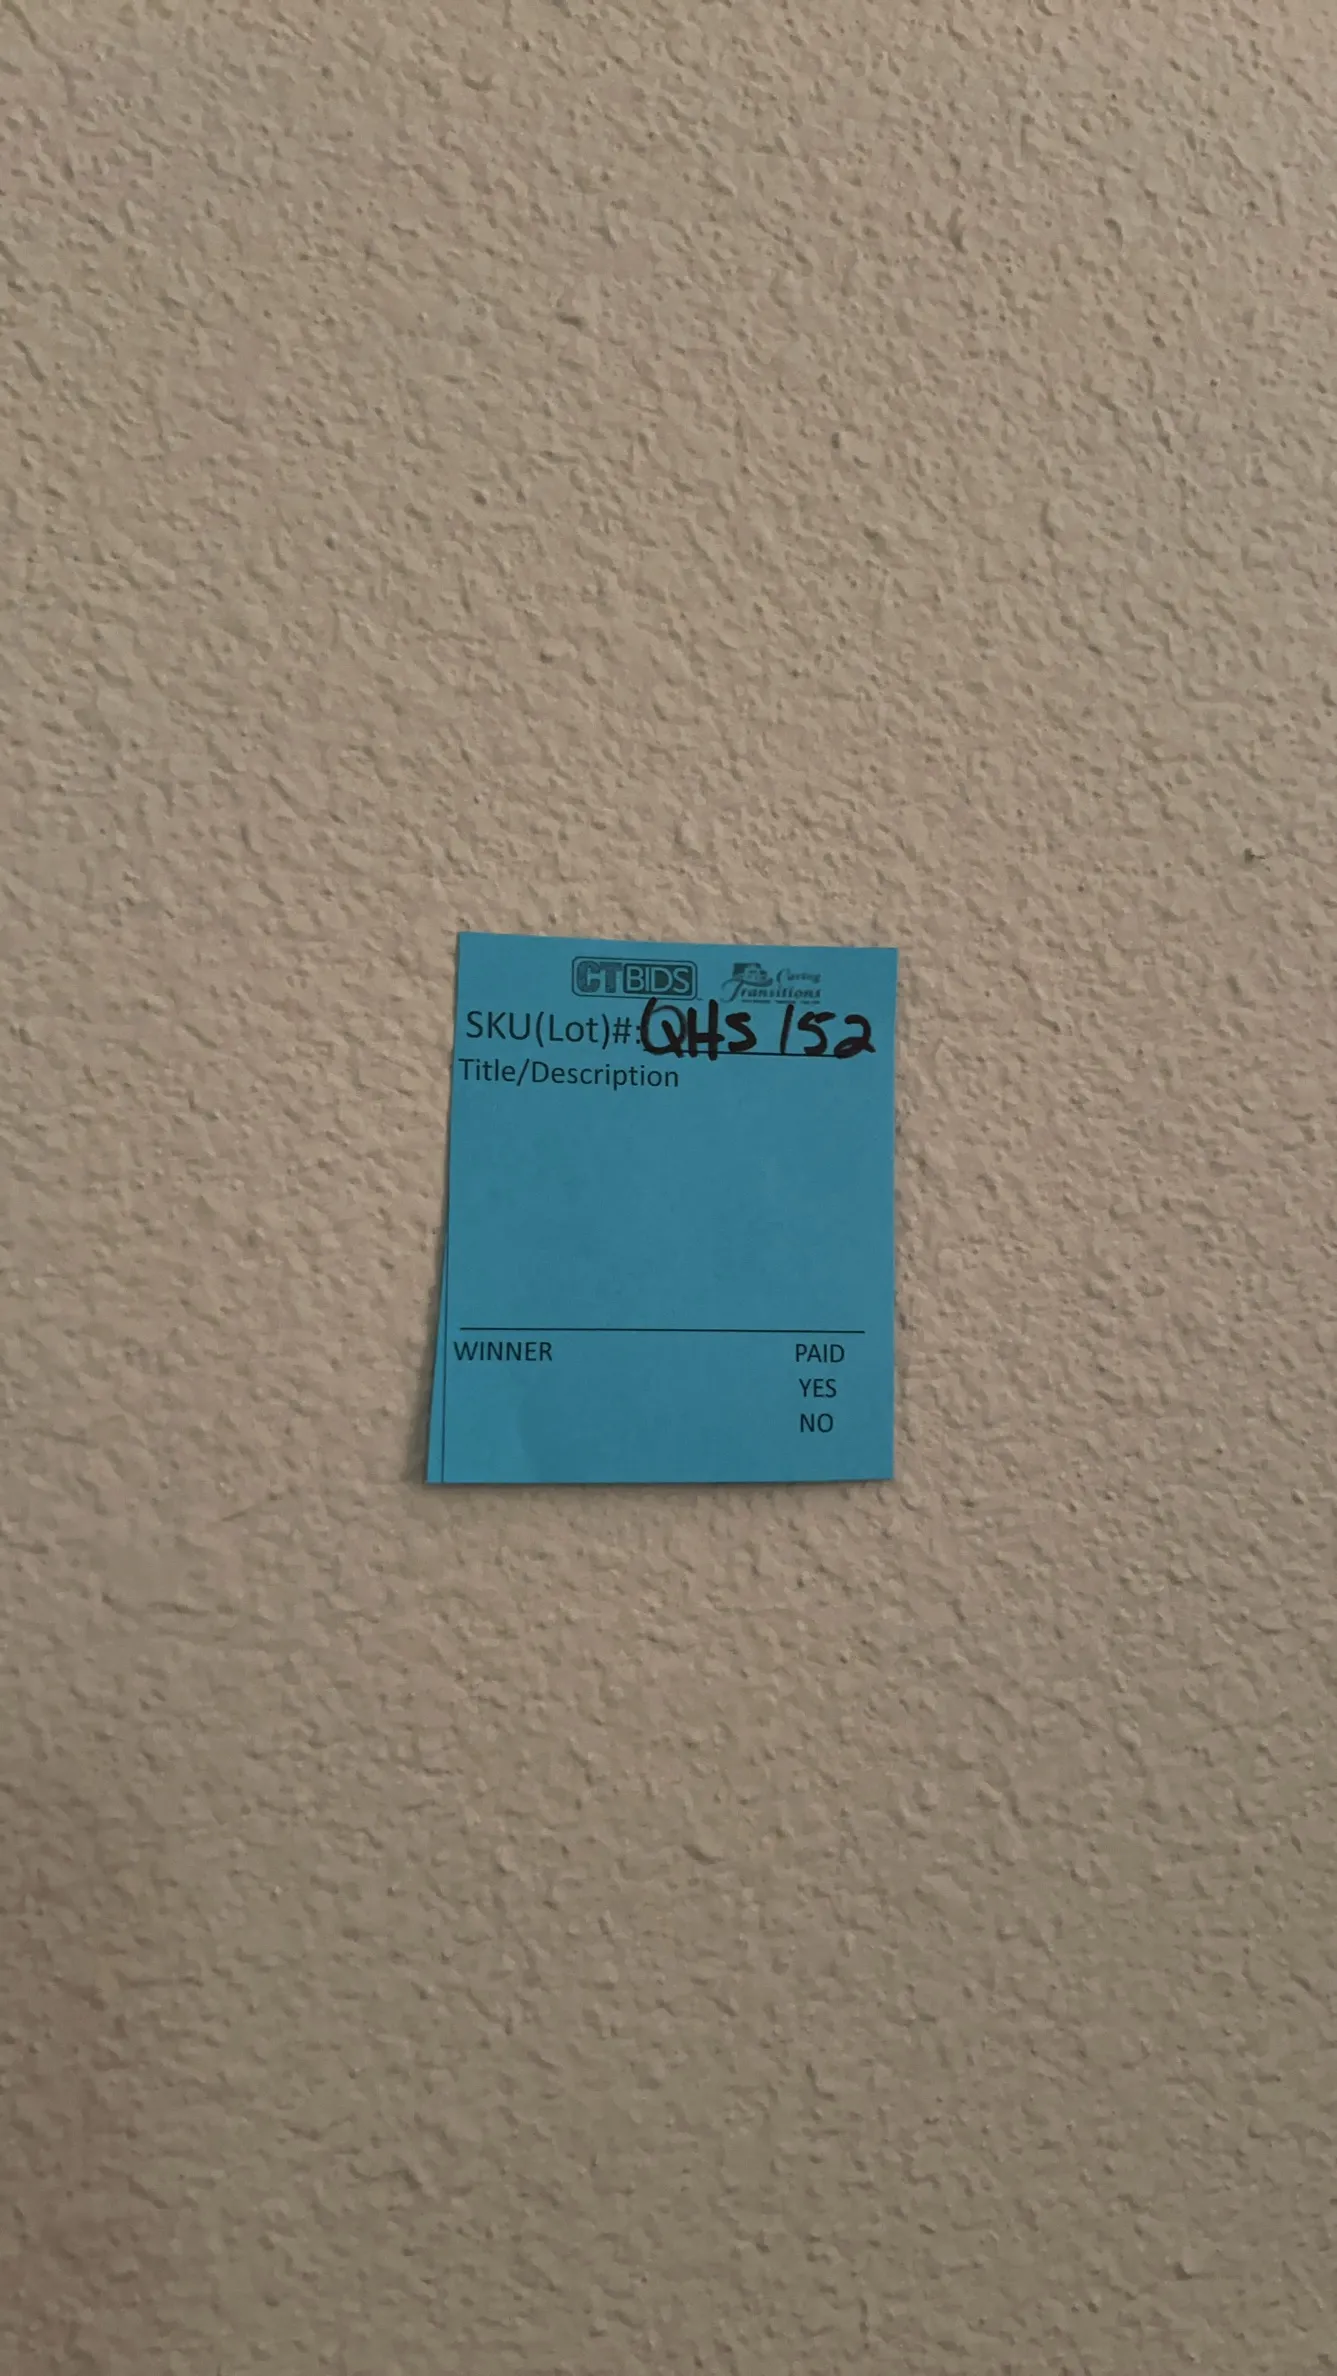 CTBIDS Caring Transitions
SKU(Lot)#: QHS 152
Title/Description
WINNER PAID
YES
NO